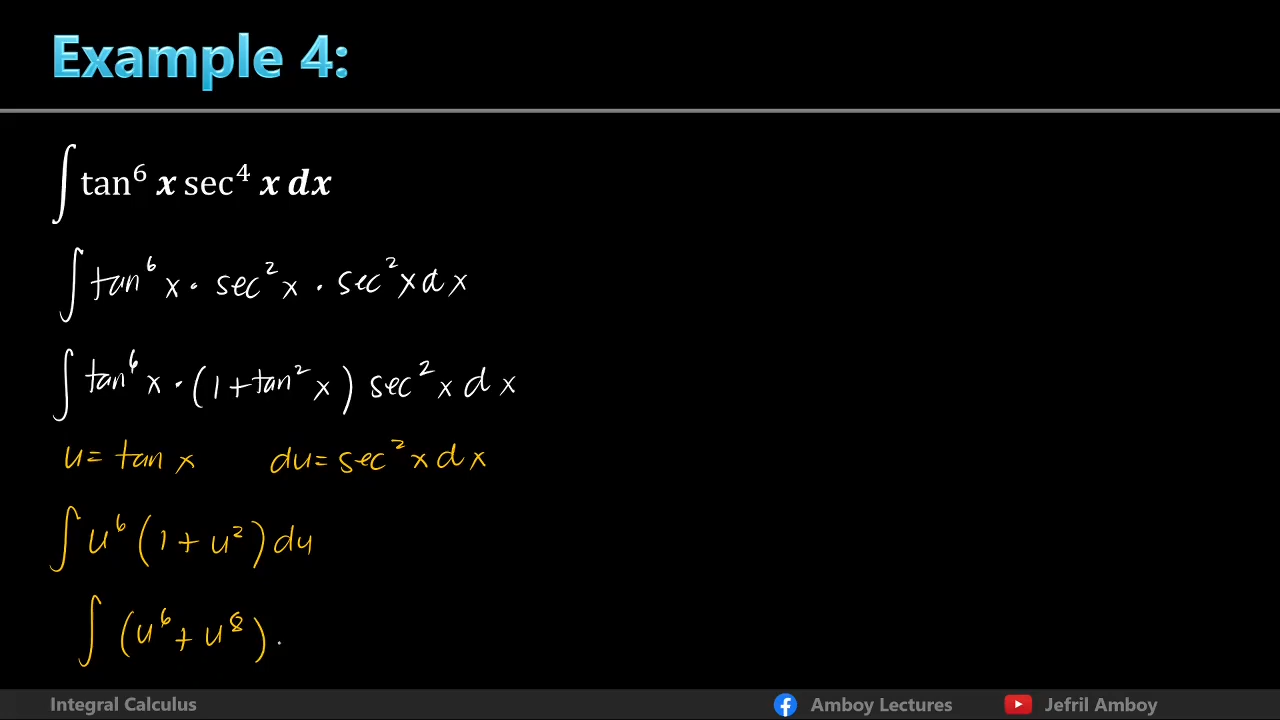 Example 4:
∫ tan⁶ x sec⁴ x dx
∫ tan⁶ x · sec² x · sec² x dx
∫ tan⁶ x · (1 + tan² x) sec² x dx
u = tan x   du = sec² x dx
∫ u⁶ (1 + u²) du
∫ (u⁶ + u⁸)
Integral Calculus   Amboy Lectures   Jefril Amboy